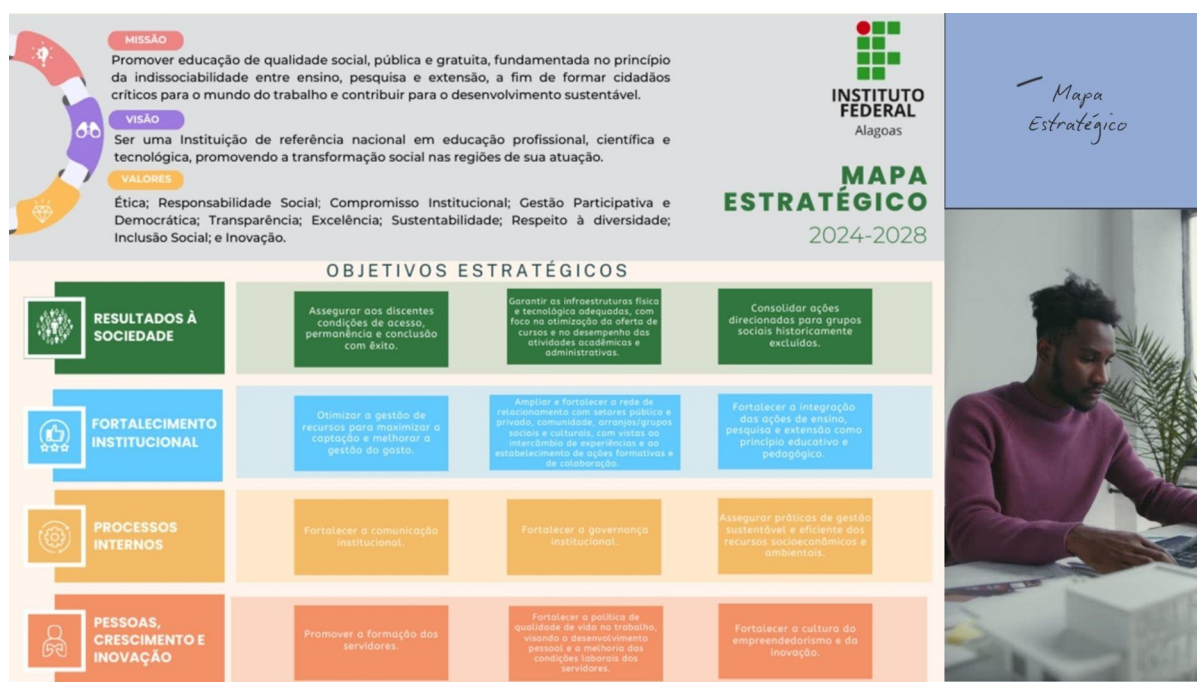 MISSÃO
Promover educação de qualidade social, pública e gratuita, fundamentada no princípio
da indissociabilidade entre ensino, pesquisa e extensão, a fim de formar cidadãos
críticos para o mundo do trabalho e contribuir para o desenvolvimento sustentável.
VISÃO
Ser uma Instituição de referência nacional em educação profissional, científica e
tecnológica, promovendo a transformação social nas regiões de sua atuação.
VALORES
Ética; Responsabilidade Social; Compromisso Institucional; Gestão Participativa e
Democrática; Transparência; Excelência; Sustentabilidade; Respeito à diversidade;
Inclusão Social; e Inovação.
INSTITUTO
FEDERAL
Alagoas
MAPA
ESTRATÉGICO
2024-2028
Mapa
Estratégico
OBJETIVOS ESTRATÉGICOS
RESULTADOS À
SOCIEDADE
Assegurar aos discentes
condições de acesso,
permanência e conclusão
com êxito.
Garantir as infraestruturas física
e tecnológica adequadas, com
foco na otimização da oferta de
cursos e no desempenho das
atividades acadêmicas e
administrativas.
Consolidar ações
direcionadas para grupos
sociais historicamente
excluídos.
FORTALECIMENTO
INSTITUCIONAL
Otimizar a gestão de
recursos para maximizar a
captação e melhorar a
gestão do gasto.
Ampliar e fortalecer a rede de
relacionamento com setores público e
privado, comunidade, arranjos/grupos
sociais e culturais, com vistas ao
intercâmbio de experiências e ao
estabelecimento de ações formativas e
de colaboração.
Fortalecer a integração
das ações de ensino,
pesquisa e extensão como
princípio educativo e
pedagógico.
PROCESSOS
INTERNOS
Fortalecer a comunicação
institucional.
Fortalecer a governança
institucional.
Assegurar práticas de gestão
sustentável e eficiente dos
recursos socioeconômicos e
ambientais.
PESSOAS,
CRESCIMENTO E
INOVAÇÃO
Promover a formação dos
servidores.
Fortalecer a política de
qualidade de vida no trabalho,
visando o desenvolvimento
pessoal e a melhoria das
condições laborais dos
servidores.
Fortalecer a cultura do
empreendedorismo e da
inovação.